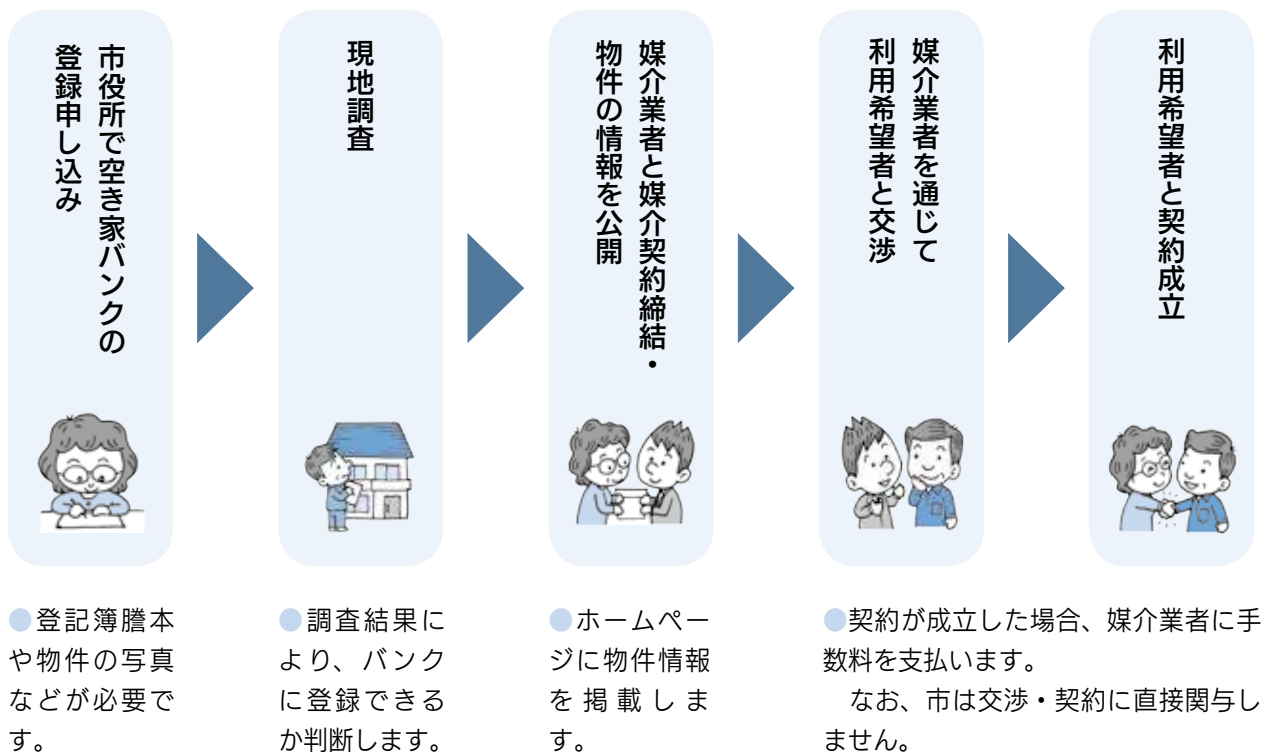 市役所で空き家バンクの
登録申し込み
現地調査
媒介業者と媒介契約締結・
物件の情報を公開
媒介業者を通じて
利用希望者と交渉
利用希望者と契約成立
●登記簿謄本
や物件の写真
などが必要で
す。
●調査結果に
より、バンク
に登録できる
か判断します。
●ホームペー
ジに物件情報
を掲載しま
す。
●契約が成立した場合、媒介業者に手
数料を支払います。
　なお、市は交渉・契約に直接関与し
ません。